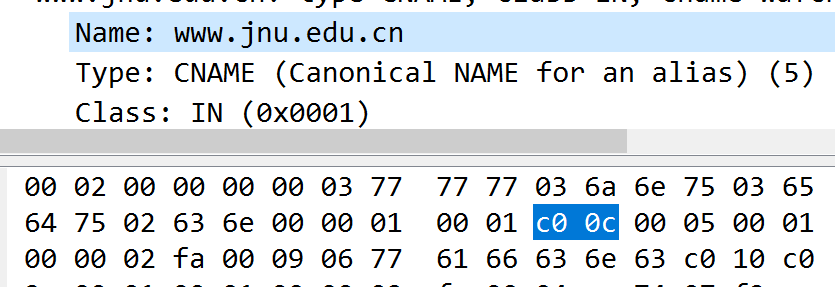 Name: www.jnu.edu.cn
Type: CNAME (Canonical NAME for an alias) (5)
Class: IN (0x0001)
00 02 00 00 00 00 03 77 77 77 03 6a 6e 75 03 65
64 75 02 63 6e 00 00 01 00 01 c0 0c 00 05 00 01
00 00 02 fa 00 09 06 77 61 66 63 6e 63 c0 10 c0